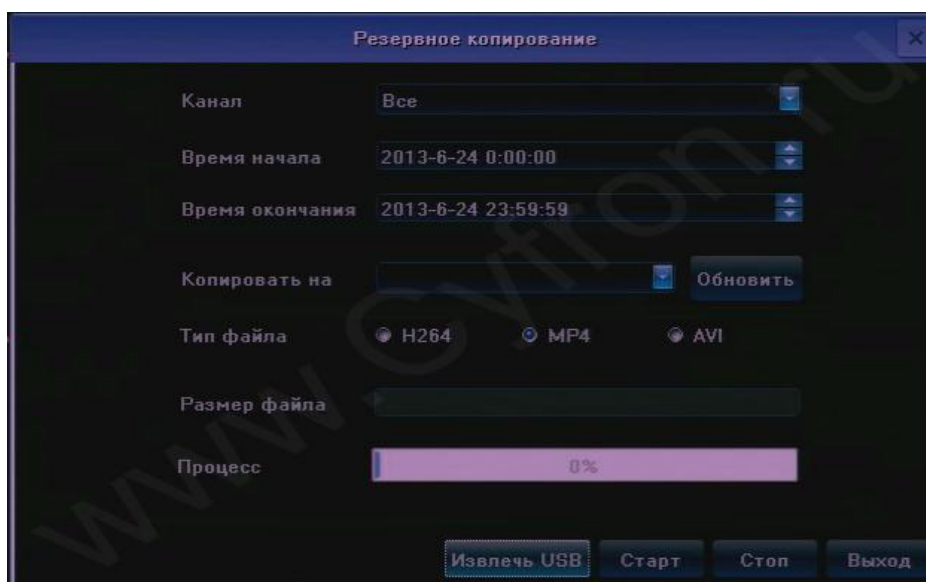 Резервное копирование
Канал Все
Время начала 2013-6-24 0:00:00
Время окончания 2013-6-24 23:59:59
Копировать на Обновить
Тип файла H264 MP4 AVI
Размер файла
Процесс 0%
Извлечь USB Старт Стоп Выход
www.Cyfron.ru